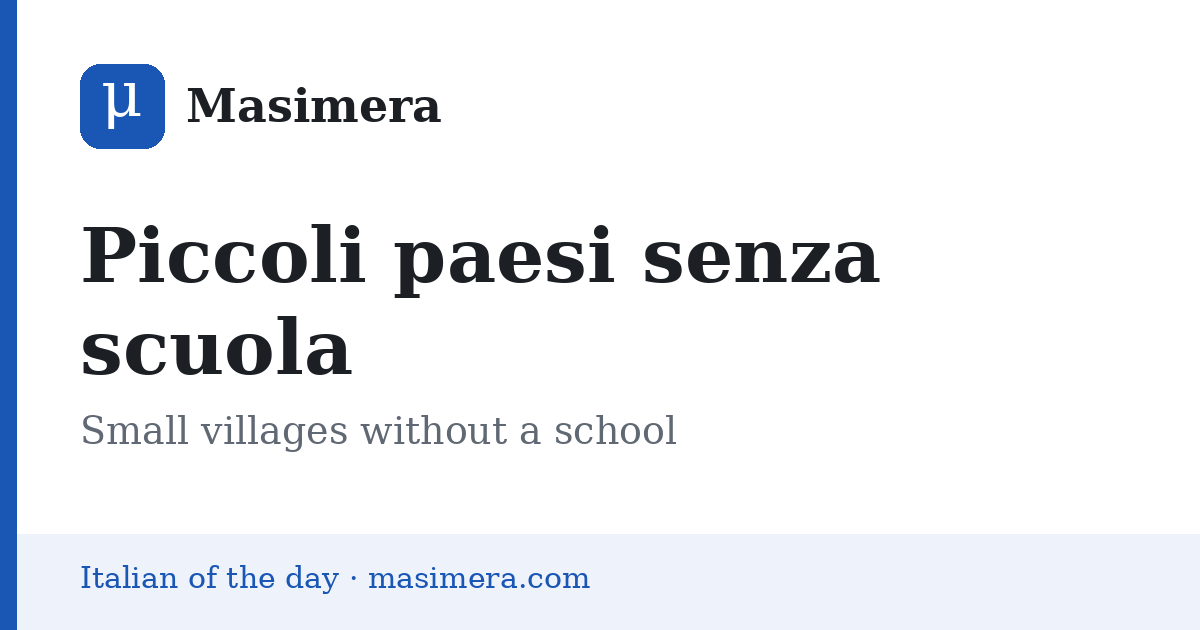 μ Masimera
Piccoli paesi senza
scuola
Small villages without a school
Italian of the day · masimera.com